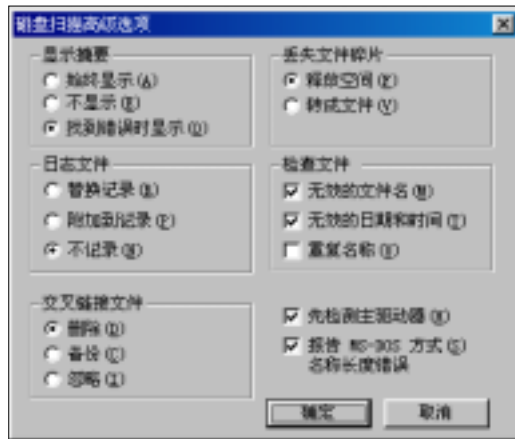 磁盘扫描高级选项
显示摘要
始终显示(A)
不显示(E)
找到错误时显示(O)
日志文件
替换记录(R)
附加到记录(P)
不记录(N)
交叉链接文件
删除(D)
备份(C)
忽略(I)
丢失文件碎片
释放空间(F)
转成文件(V)
检查文件
无效的文件名(M)
无效的日期和时间(T)
重复名称(U)
先检测主驱动器(H)
报告 MS-DOS 方式(S)
名称长度错误
确定
取消